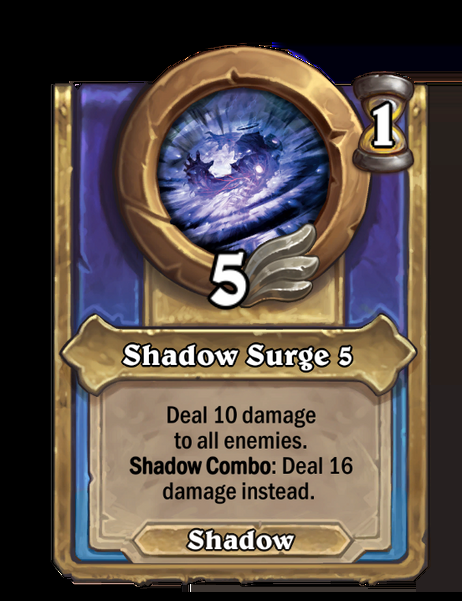 1
5
Shadow Surge 5
Deal 10 damage
to all enemies.
Shadow Combo: Deal 16
damage instead.
Shadow